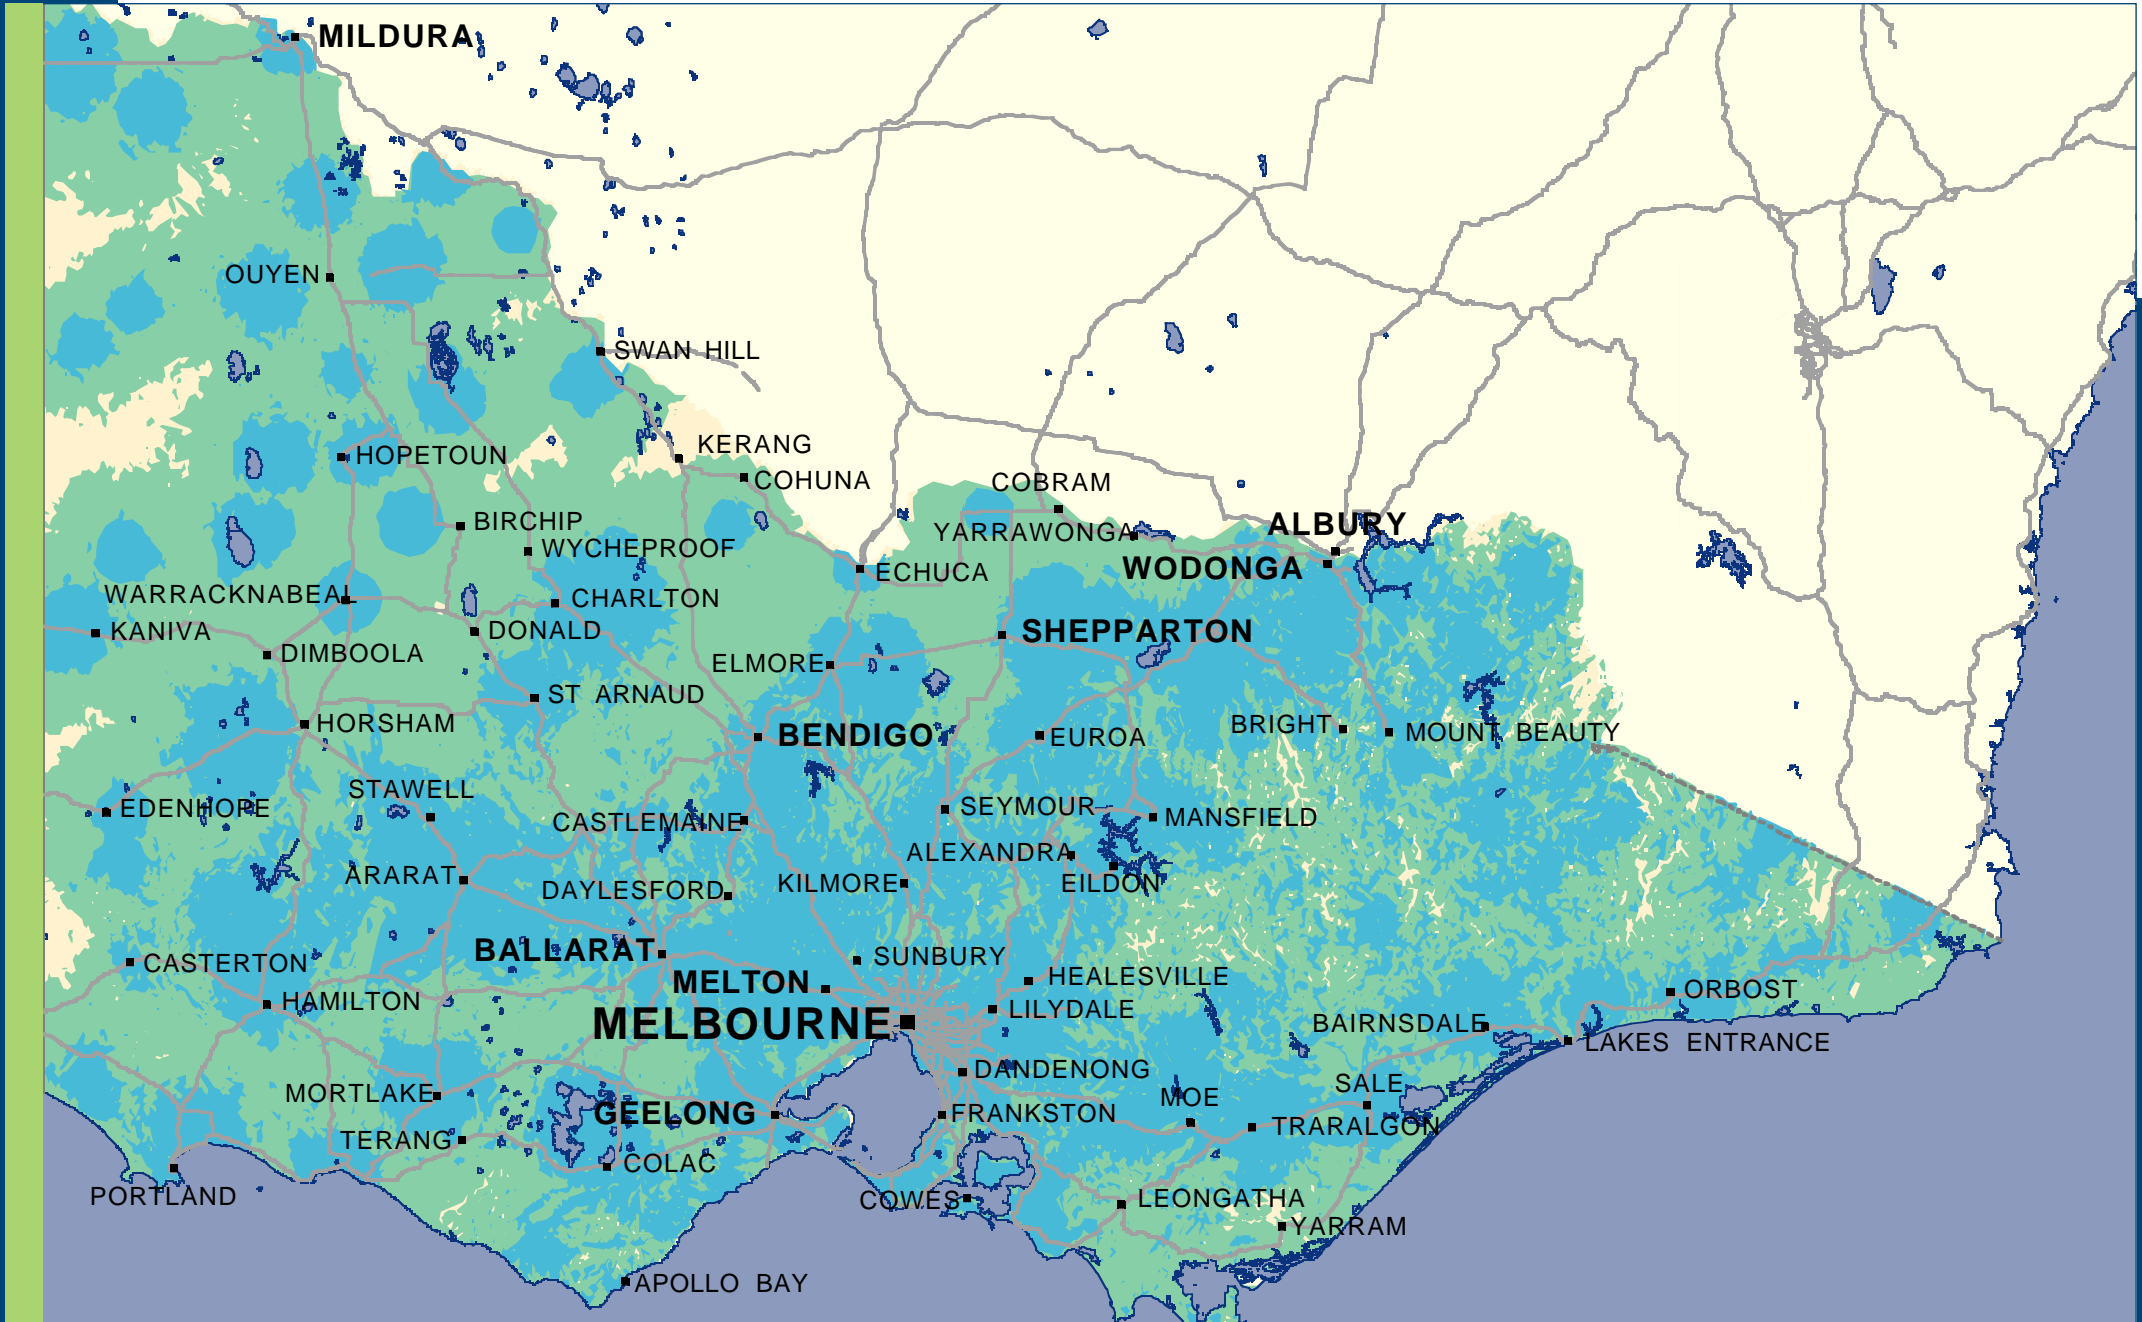 MILDURA
OUYEN
SWAN HILL
KERANG
HOPETOUN
COHUNA
COBRAM
BIRCHIP
ALBURY
YARRAWONGA
WYCHEPROOF
WODONGA
ECHUCA
WARRACKNABEAL
CHARLTON
KANIVA
DONALD
SHEPPARTON
DIMBOOLA
ELMORE
ST ARNAUD
HORSHAM
BENDIGO
EUROA
BRIGHT
MOUNT BEAUTY
STAWELL
EDENHOPE
SEYMOUR
MANSFIELD
CASTLEMAINE
ALEXANDRA
ARARAT
DAYLESFORD
KILMORE
EILDON
BALLARAT
SUNBURY
CASTERTON
MELTON
HEALESVILLE
ORBOST
HAMILTON
LILYDALE
MELBOURNE
BAIRNSDALE
LAKES ENTRANCE
DANDENONG
SALE
MORTLAKE
MOE
GEELONG
FRANKSTON
TRARALGON
TERANG
COLAC
PORTLAND
COWES
LEONGATHA
YARRAM
APOLLO BAY